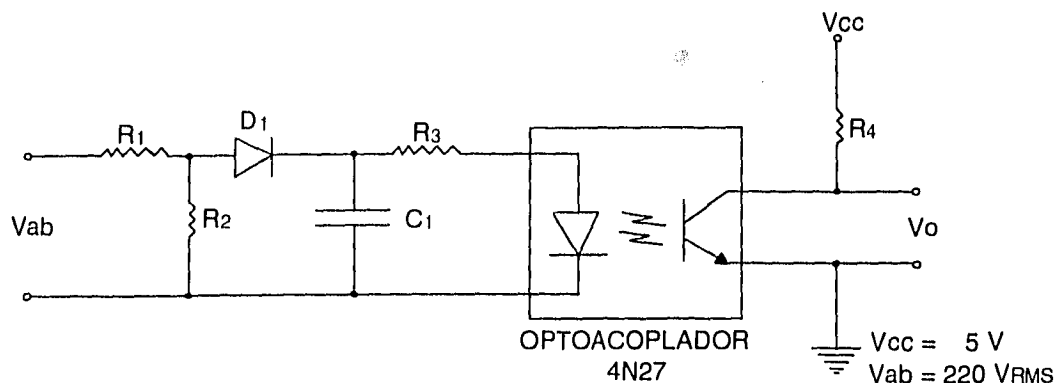 Vcc
R1
D1
R3
R4
Vab
R2
C1
Vo
OPTOACOPLADOR
4N27
Vcc = 5 V
Vab = 220 VRMS